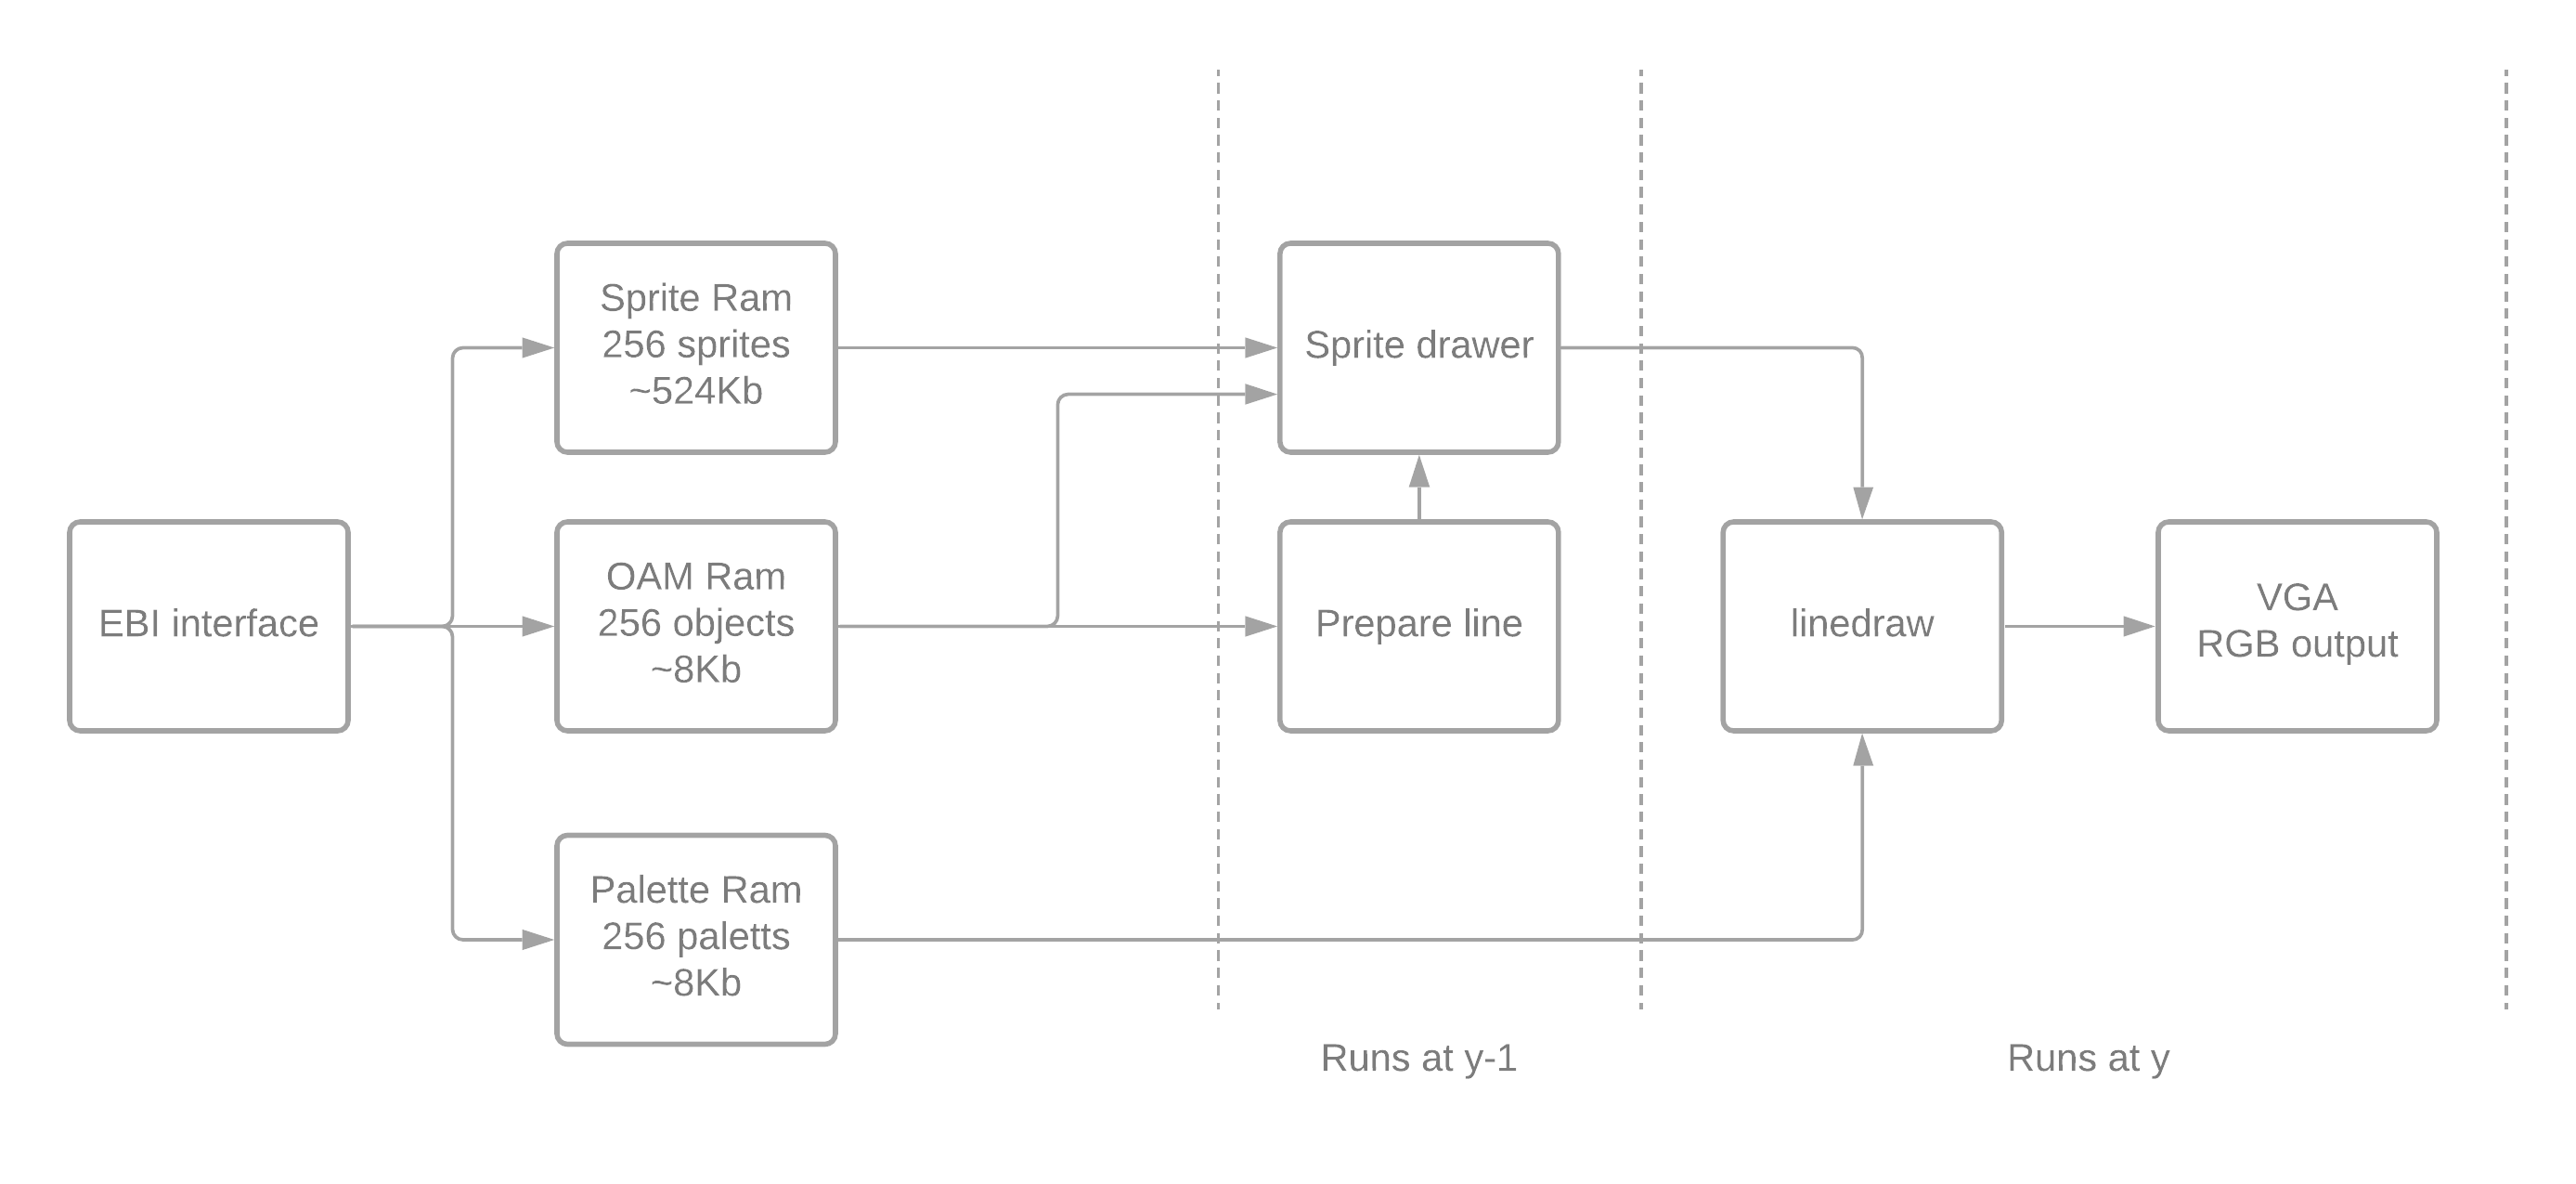 EBI interface
Sprite Ram
256 sprites
~524Kb
OAM Ram
256 objects
~8Kb
Palette Ram
256 paletts
~8Kb
Sprite drawer
Prepare line
Runs at y-1
linedraw
VGA
RGB output
Runs at y